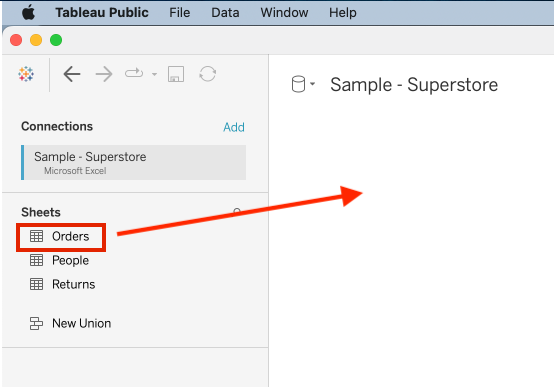 Tableau Public File Data Window Help
Sample - Superstore
Connections Add
Sample - Superstore
Microsoft Excel
Sheets
Orders
People
Returns
New Union